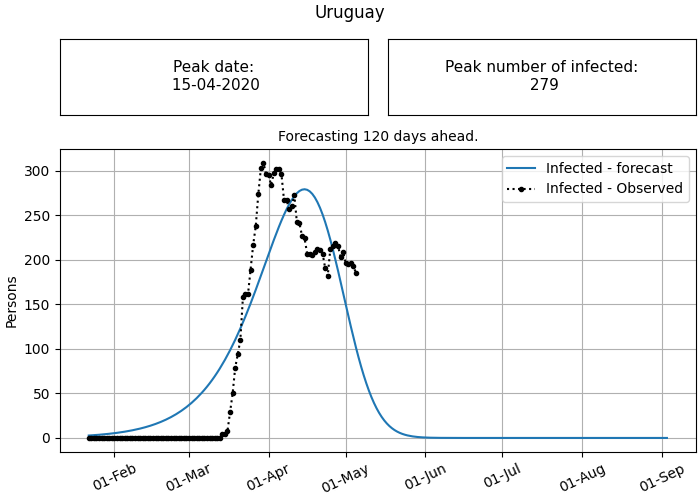 Uruguay
Peak date:
15-04-2020
Peak number of infected:
279
Forecasting 120 days ahead.
Infected - forecast
Infected - Observed
Persons
300
250
200
150
100
50
0
01-Feb
01-Mar
01-Apr
01-May
01-Jun
01-Jul
01-Aug
01-Sep